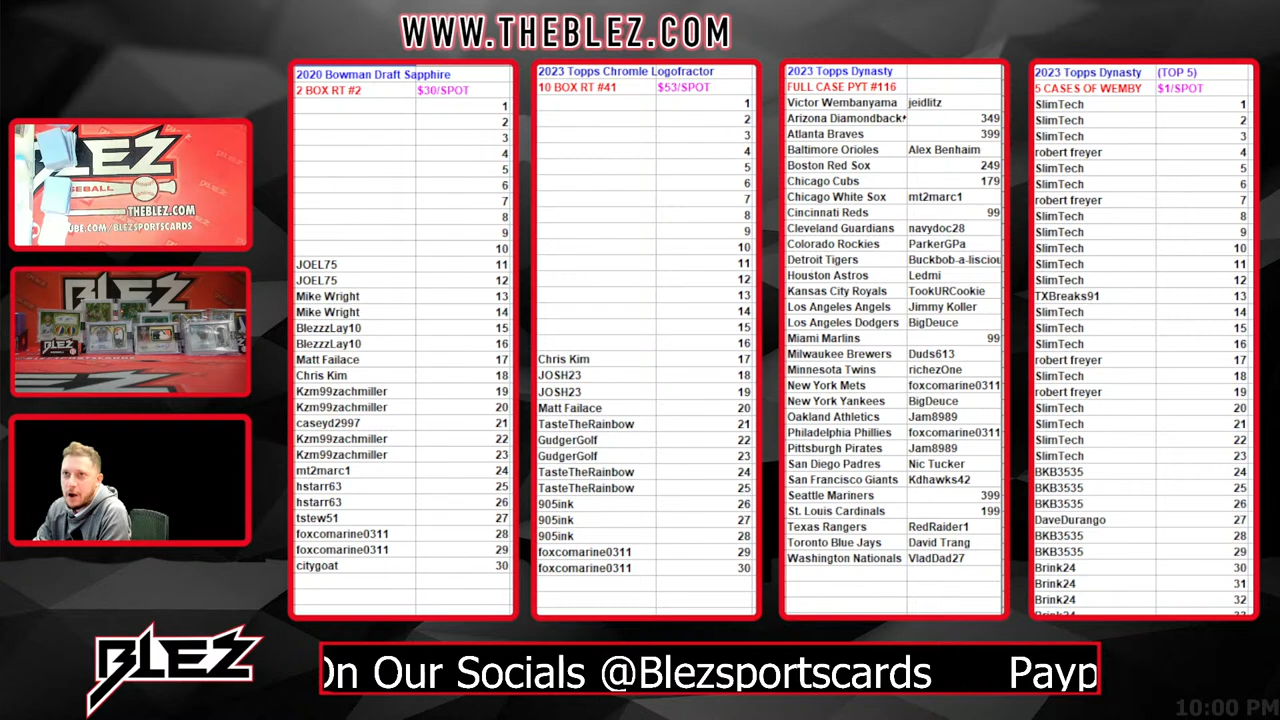 WWW.THEBLEZ.COM
2020 Bowman Draft Sapphire
2 BOX RT #2 $30/SPOT
1
2
3
4
5
6
7
8
9
10
JOEL75 11
JOEL75 12
Mike Wright 13
Mike Wright 14
BlezzzLay10 15
BlezzzLay10 16
Matt Failace 17
Chris Kim 18
Kzm99zachmiller 19
Kzm99zachmiller 20
caseyd2997 21
Kzm99zachmiller 22
Kzm99zachmiller 23
mt2marc1 24
hstarr63 25
hstarr63 26
tstew51 27
foxcomarine0311 28
foxcomarine0311 29
citygoat 30
2023 Topps Chromle Logofractor
10 BOX RT #41 $53/SPOT
1
2
3
4
5
6
7
8
9
10
11
12
13
14
15
16
Chris Kim 17
JOSH23 18
JOSH23 19
Matt Failace 20
TasteTheRainbow 21
GudgerGolf 22
GudgerGolf 23
TasteTheRainbow 24
TasteTheRainbow 25
905ink 26
905ink 27
905ink 28
foxcomarine0311 29
foxcomarine0311 30
2023 Topps Dynasty
FULL CASE PYT #116
Victor Wembanyama jeidlitz
Arizona Diamondback 349
Atlanta Braves 399
Baltimore Orioles Alex Benhaim
Boston Red Sox 249
Chicago Cubs 179
Chicago White Sox mt2marc1
Cincinnati Reds 99
Cleveland Guardians navydoc28
Colorado Rockies ParkerGPa
Detroit Tigers Buckbob-a-lisciou
Houston Astros Ledmi
Kansas City Royals TookURCookie
Los Angeles Angels Jimmy Koller
Los Angeles Dodgers BigDeuce
Miami Marlins 99
Milwaukee Brewers Duds613
Minnesota Twins richezOne
New York Mets foxcomarine0311
New York Yankees BigDeuce
Oakland Athletics Jam8989
Philadelphia Phillies foxcomarine0311
Pittsburgh Pirates Jam8989
San Diego Padres Nic Tucker
San Francisco Giants Kdhawks42
Seattle Mariners 399
St. Louis Cardinals 199
Texas Rangers RedRaider1
Toronto Blue Jays David Trang
Washington Nationals VladDad27
2023 Topps Dynasty (TOP 5)
5 CASES OF WEMBY $1/SPOT
SlimTech 1
SlimTech 2
SlimTech 3
robert freyer 4
SlimTech 5
SlimTech 6
robert freyer 7
SlimTech 8
SlimTech 9
SlimTech 10
SlimTech 11
SlimTech 12
TXBreaks91 13
SlimTech 14
SlimTech 15
SlimTech 16
robert freyer 17
SlimTech 18
robert freyer 19
SlimTech 20
SlimTech 21
SlimTech 22
SlimTech 23
BKB3535 24
BKB3535 25
BKB3535 26
DaveDurango 27
BKB3535 28
BKB3535 29
Brink24 30
Brink24 31
Brink24 32
BLEZ
THEBLEZ.COM
BLEZ
BLEZ
On Our Socials @Blezsportscards Payp
10:00 PM